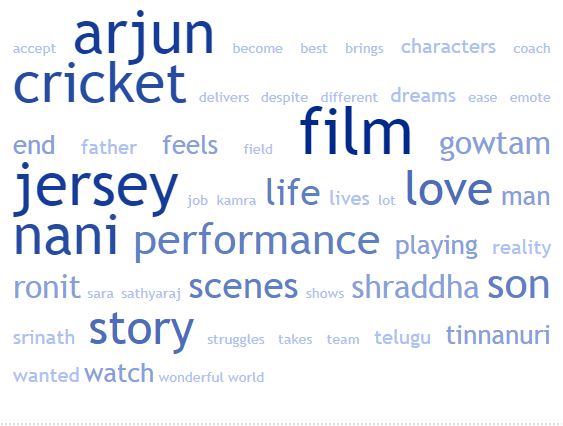 accept arjun become best brings characters coach
cricket delivers despite different dreams ease emote
end father feels field film gowtam
jersey job kamra life lives lot love man
nani performance playing reality
ronit sara sathyaraj scenes shows shraddha son
srinath story struggles takes team telugu tinnanuri
wanted watch wonderful world